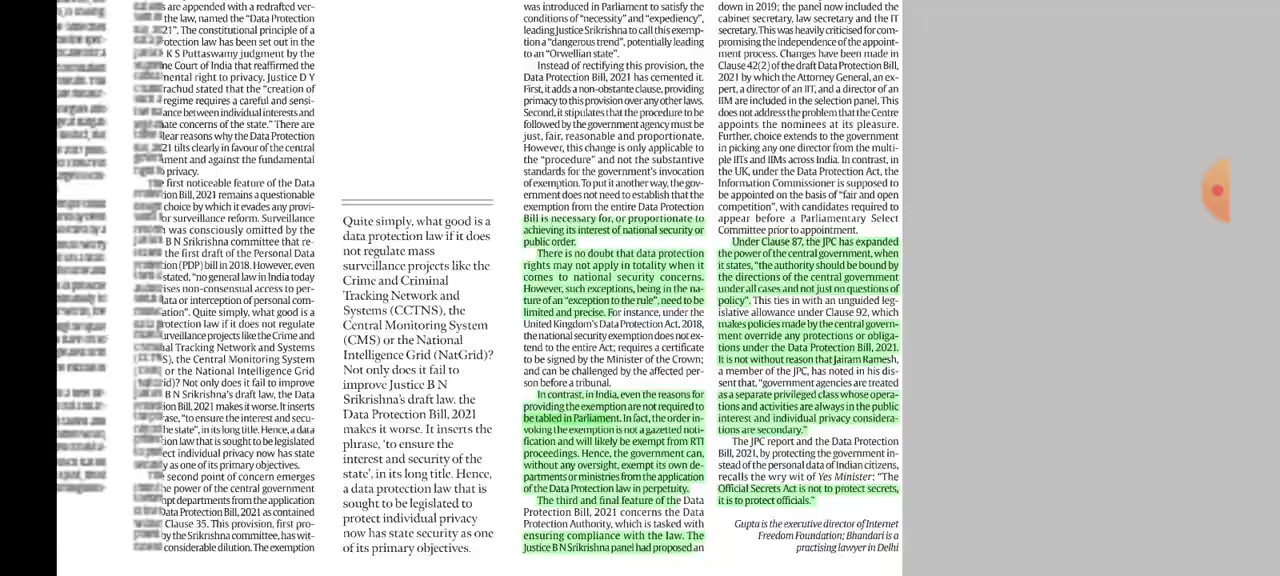 s are appended with a redrafted ver-
the law, named the “Data Protection
21”. The constitutional principle of a
otection law has been set out in the
K S Puttaswamy judgment by the
ne Court of India that reaffirmed the
mental right to privacy. Justice D Y
rachud stated that the “creation of
regime requires a careful and sensi-
ance between individual interests and
ate concerns of the state.” There are
lear reasons why the Data Protection
21 tilts clearly in favour of the central
ment and against the fundamental
privacy.
first noticeable feature of the Data
ion Bill, 2021 remains a questionable
choice by which it evades any provi-
for surveillance reform. Surveillance
was consciously omitted by the
B N Srikrishna committee that re-
the first draft of the Personal Data
ion (PDP) bill in 2018. However, even
stated, “no general law in India today
ises non-consensual access to per-
lata or interception of personal com-
ation”. Quite simply, what good is a
rotection law if it does not regulate
urveillance projects like the Crime and
al Tracking Network and Systems
S), the Central Monitoring System
or the National Intelligence Grid
id)? Not only does it fail to improve
B N Srikrishna's draft law, the Data
ion Bill, 2021 makes it worse. It inserts
ase, “to ensure the interest and secu-
he state”, in its long title. Hence, a data
ion law that is sought to be legislated
ect individual privacy now has state
y as one of its primary objectives.
second point of concern emerges
e power of the central government
mpt departments from the application
Data Protection Bill, 2021 as contained
Clause 35. This provision, first pro-
by the Srikrishna committee, has wit-
considerable dilution. The exemption
Quite simply, what good is a
data protection law if it does
not regulate mass
surveillance projects like the
Crime and Criminal
Tracking Network and
Systems (CCTNS), the
Central Monitoring System
(CMS) or the National
Intelligence Grid (NatGrid)?
Not only does it fail to
improve Justice B N
Srikrishna's draft law, the
Data Protection Bill, 2021
makes it worse. It inserts the
phrase, ‘to ensure the
interest and security of the
state’, in its long title. Hence,
a data protection law that is
sought to be legislated to
protect individual privacy
now has state security as one
of its primary objectives.
was introduced in Parliament to satisfy the
conditions of “necessity” and “expediency”,
leading Justice Srikrishna to call this exemp-
tion a “dangerous trend”, potentially leading
to an “Orwellian state”.
Instead of rectifying this provision, the
Data Protection Bill, 2021 has cemented it.
First, it adds a non-obstante clause, providing
primacy to this provision over any other laws.
Second, it stipulates that the procedure to be
followed by the government agency must be
just, fair, reasonable and proportionate.
However, this change is only applicable to
the “procedure” and not the substantive
standards for the government's invocation
of exemption. To put it another way, the gov-
ernment does not need to establish that the
exemption from the entire Data Protection
Bill is necessary for, or proportionate to
achieving its interest of national security or
public order.
There is no doubt that data protection
rights may not apply in totality when it
comes to national security concerns.
However, such exceptions, being in the na-
ture of an “exception to the rule”, need to be
limited and precise. For instance, under the
United Kingdom's Data Protection Act, 2018,
the national security exemption does not ex-
tend to the entire Act; requires a certificate
to be signed by the Minister of the Crown;
and can be challenged by the affected per-
son before a tribunal.
In contrast, in India, even the reasons for
providing the exemption are not required to
be tabled in Parliament. In fact, the order in-
voking the exemption is not a gazetted noti-
fication and will likely be exempt from RTI
proceedings. Hence, the government can,
without any oversight, exempt its own de-
partments or ministries from the application
of the Data Protection law in perpetuity.
The third and final feature of the Data
Protection Bill, 2021 concerns the Data
Protection Authority, which is tasked with
ensuring compliance with the law. The
Justice B N Srikrishna panel had proposed an
down in 2019; the panel now included the
cabinet secretary, law secretary and the IT
secretary. This was heavily criticised for com-
promising the independence of the appoint-
ment process. Changes have been made in
Clause 42(2) of the draft Data Protection Bill,
2021 by which the Attorney General, an ex-
pert, a director of an IIT, and a director of an
IIM are included in the selection panel. This
does not address the problem that the Centre
appoints the nominees at its pleasure.
Further, choice extends to the government
in picking any one director from the multi-
ple IITs and IIMs across India. In contrast, in
the UK, under the Data Protection Act, the
Information Commissioner is supposed to
be appointed on the basis of “fair and open
competition”, with candidates required to
appear before a Parliamentary Select
Committee prior to appointment.
Under Clause 87, the JPC has expanded
the power of the central government, when
it states, “the authority should be bound by
the directions of the central government
under all cases and not just on questions of
policy”. This ties in with an unguided leg-
islative allowance under Clause 92, which
makes policies made by the central govern-
ment override any protections or obliga-
tions under the Data Protection Bill, 2021.
It is not without reason that Jairam Ramesh,
a member of the JPC, has noted in his dis-
sent that, “government agencies are treated
as a separate privileged class whose opera-
tions and activities are always in the public
interest and individual privacy considera-
tions are secondary.”
The JPC report and the Data Protection
Bill, 2021, by protecting the government in-
stead of the personal data of Indian citizens,
recalls the wry wit of Yes Minister: “The
Official Secrets Act is not to protect secrets,
it is to protect officials.”
Gupta is the executive director of Internet
Freedom Foundation; Bhandari is a
practising lawyer in Delhi